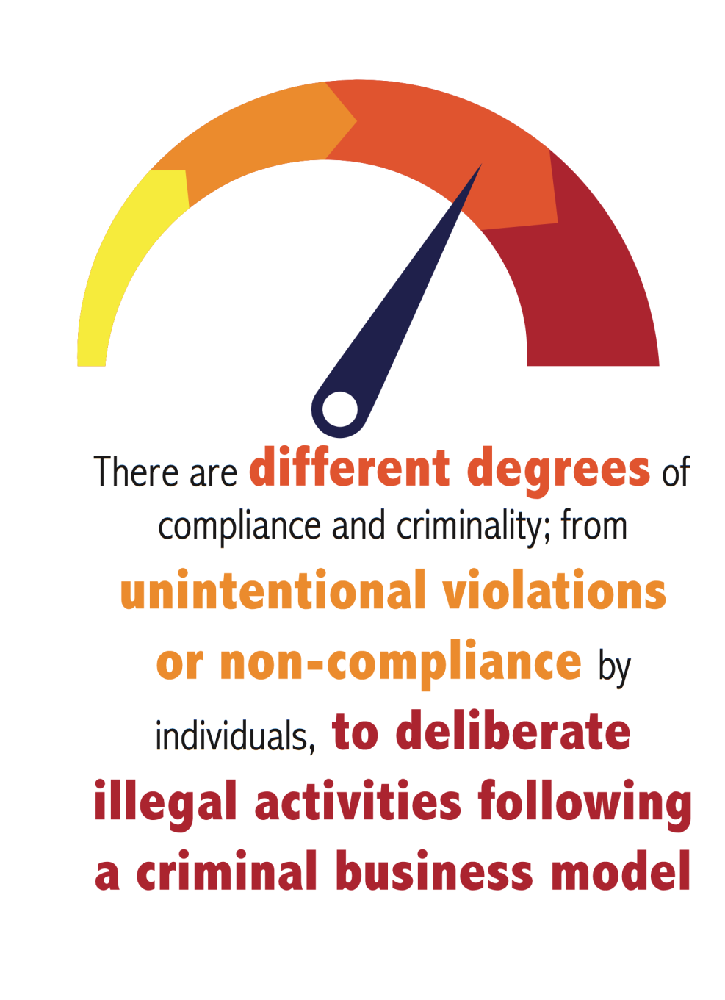 There are different degrees of
compliance and criminality; from
unintentional violations
or non-compliance by
individuals, to deliberate
illegal activities following
a criminal business model